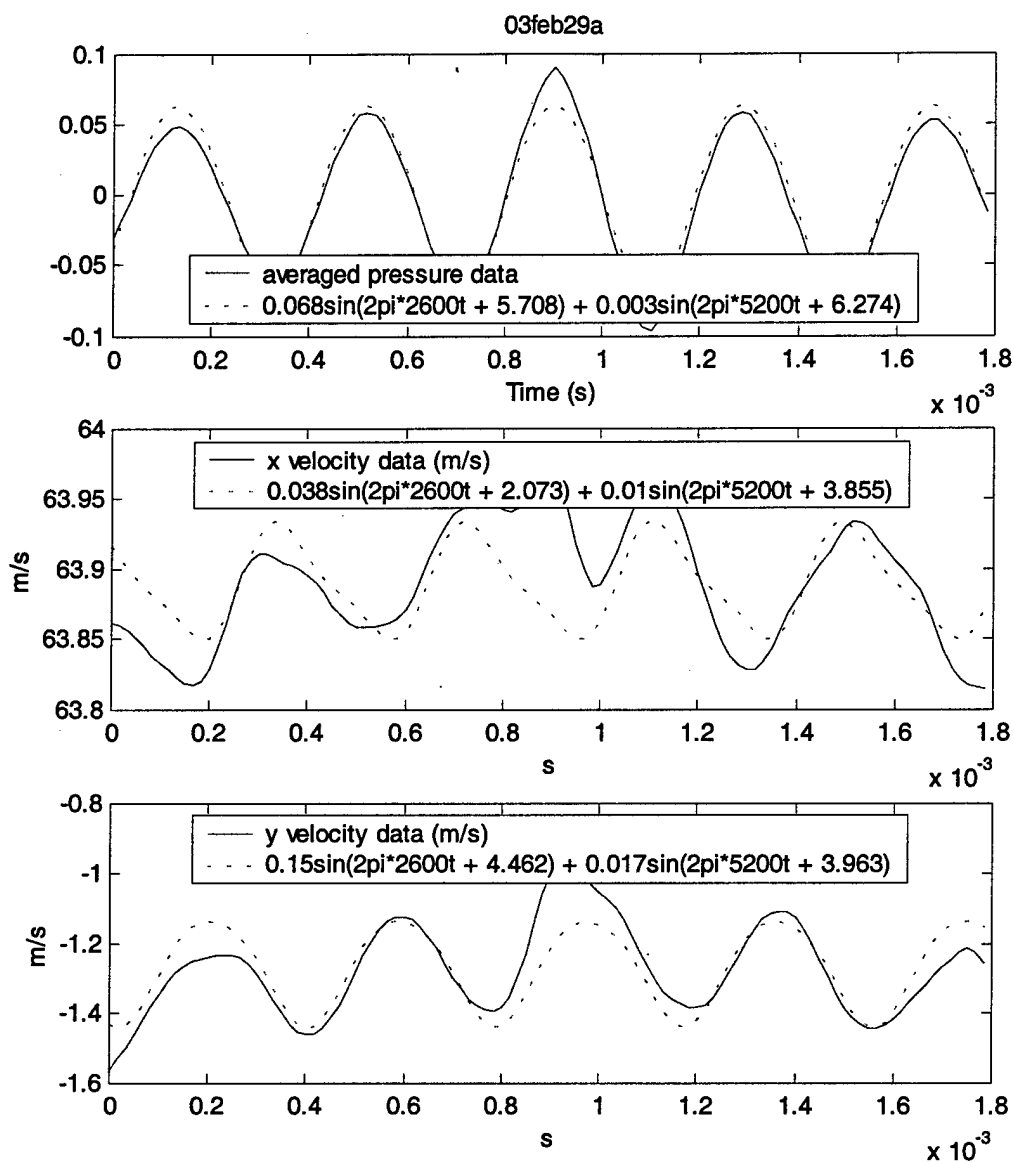 03feb29a
0.1
0.05
0
-0.05
-0.1
averaged pressure data
0.068sin(2pi*2600t + 5.708) + 0.003sin(2pi*5200t + 6.274)
0 0.2 0.4 0.6 0.8 1 1.2 1.4 1.6 1.8
Time (s)
x 10-3
64
63.95
63.9
63.85
63.8
m/s
x velocity data (m/s)
0.038sin(2pi*2600t + 2.073) + 0.01sin(2pi*5200t + 3.855)
0 0.2 0.4 0.6 0.8 1 1.2 1.4 1.6 1.8
s
x 10-3
-0.8
-1
-1.2
-1.4
-1.6
m/s
y velocity data (m/s)
0.15sin(2pi*2600t + 4.462) + 0.017sin(2pi*5200t + 3.963)
0 0.2 0.4 0.6 0.8 1 1.2 1.4 1.6 1.8
s
x 10-3